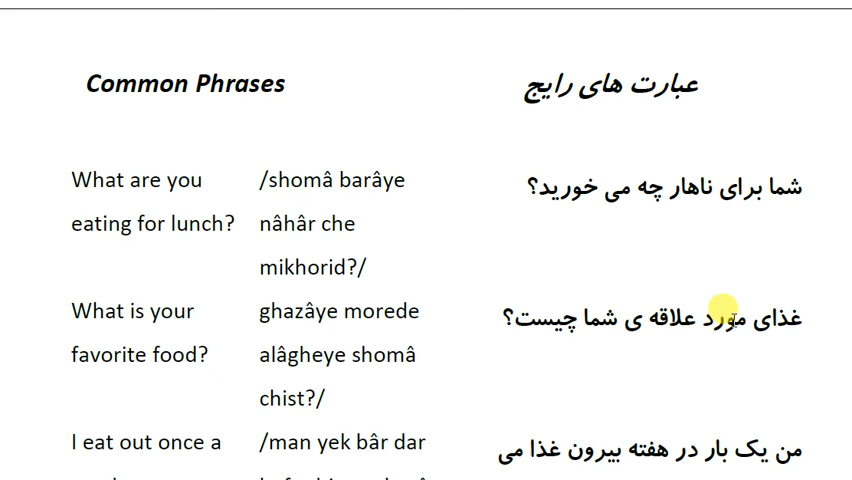 Common Phrases
عبارت های رایج
What are you
eating for lunch?
/shomâ barâye
nâhâr che
mikhorid?/
شما برای ناهار چه می خورید؟
What is your
favorite food?
ghazâye morede
alâgheye shomâ
chist?/
غذای مورد علاقه ی شما چیست؟
I eat out once a
/man yek bâr dar
من یک بار در هفته بیرون غذا می